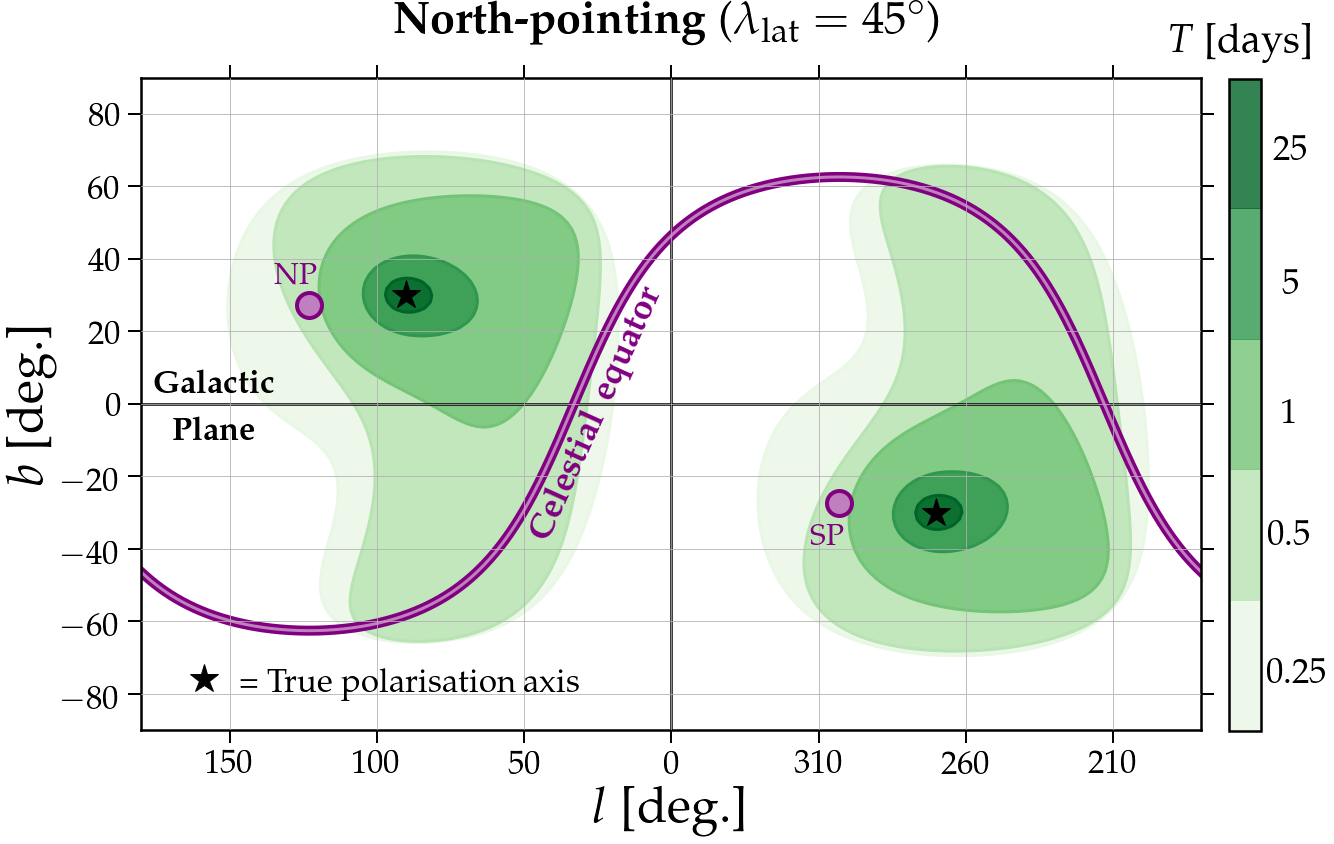 North-pointing (λlat = 45°)
T [days]
80
60
40
20
0
−20
−40
−60
−80
b [deg.]
NP
Galactic
Plane
Celestial equator
SP
★ = True polarisation axis
25
5
1
0.5
0.25
150 100 50 0 310 260 210
l [deg.]